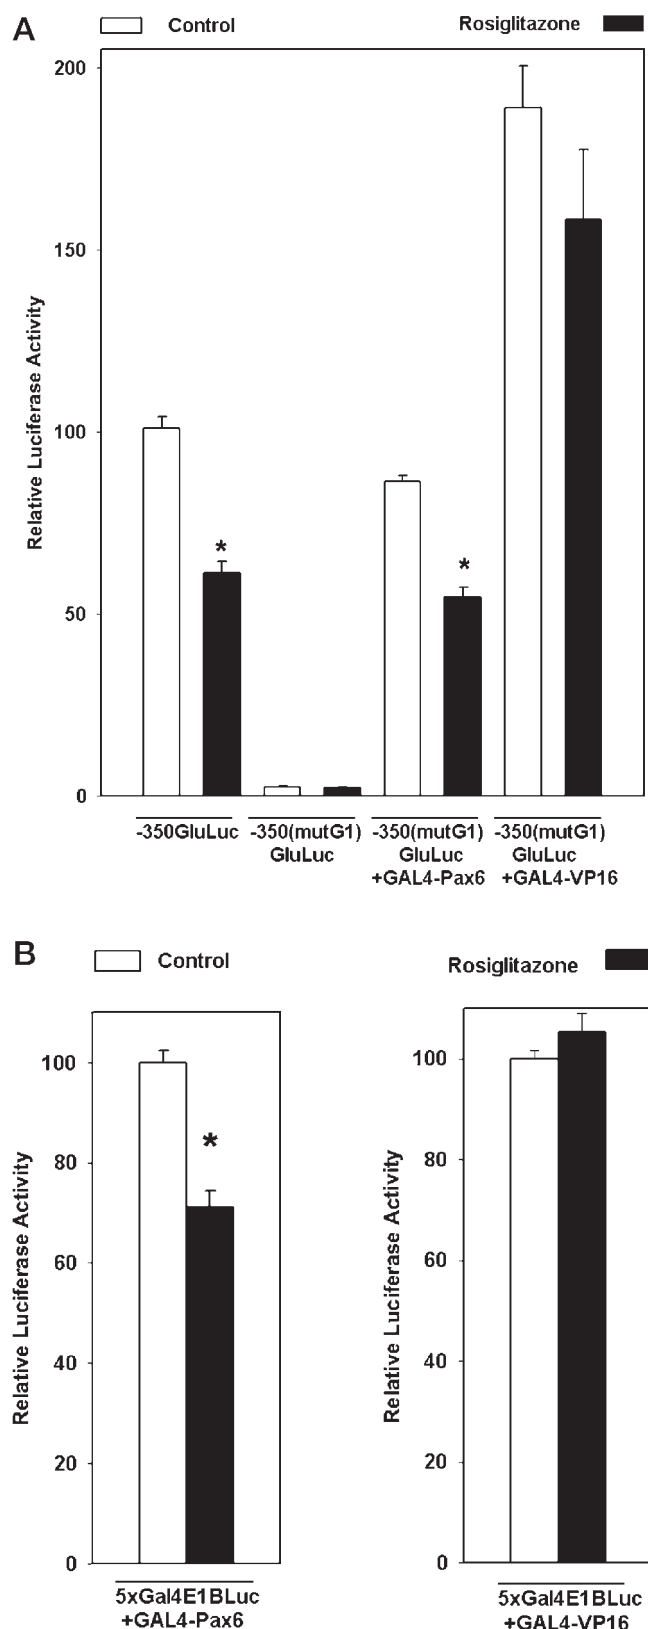 A
Control
Rosiglitazone
200
150
100
50
0
Relative Luciferase Activity
*
*
-350GluLuc
-350(mutG1)
GluLuc
-350(mutG1)
GluLuc
+GAL4-Pax6
-350(mutG1)
GluLuc
+GAL4-VP16
B
Control
Rosiglitazone
100
80
60
40
20
0
Relative Luciferase Activity
*
5xGal4E1BLuc
+GAL4-Pax6
100
80
60
40
20
0
Relative Luciferase Activity
5xGal4E1BLuc
+GAL4-VP16